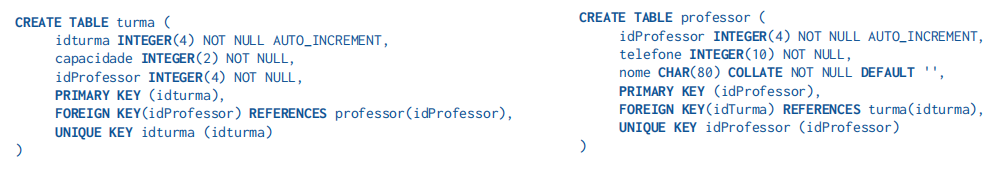 CREATE TABLE turma (
idturma INTEGER(4) NOT NULL AUTO_INCREMENT,
capacidade INTEGER(2) NOT NULL,
idProfessor INTEGER(4) NOT NULL,
PRIMARY KEY (idturma),
FOREIGN KEY(idProfessor) REFERENCES professor(idProfessor),
UNIQUE KEY idturma (idturma)
)
CREATE TABLE professor (
idProfessor INTEGER(4) NOT NULL AUTO_INCREMENT,
telefone INTEGER(10) NOT NULL,
nome CHAR(80) COLLATE NOT NULL DEFAULT '',
PRIMARY KEY (idProfessor),
FOREIGN KEY(idTurma) REFERENCES turma(idturma),
UNIQUE KEY idProfessor (idProfessor)
)